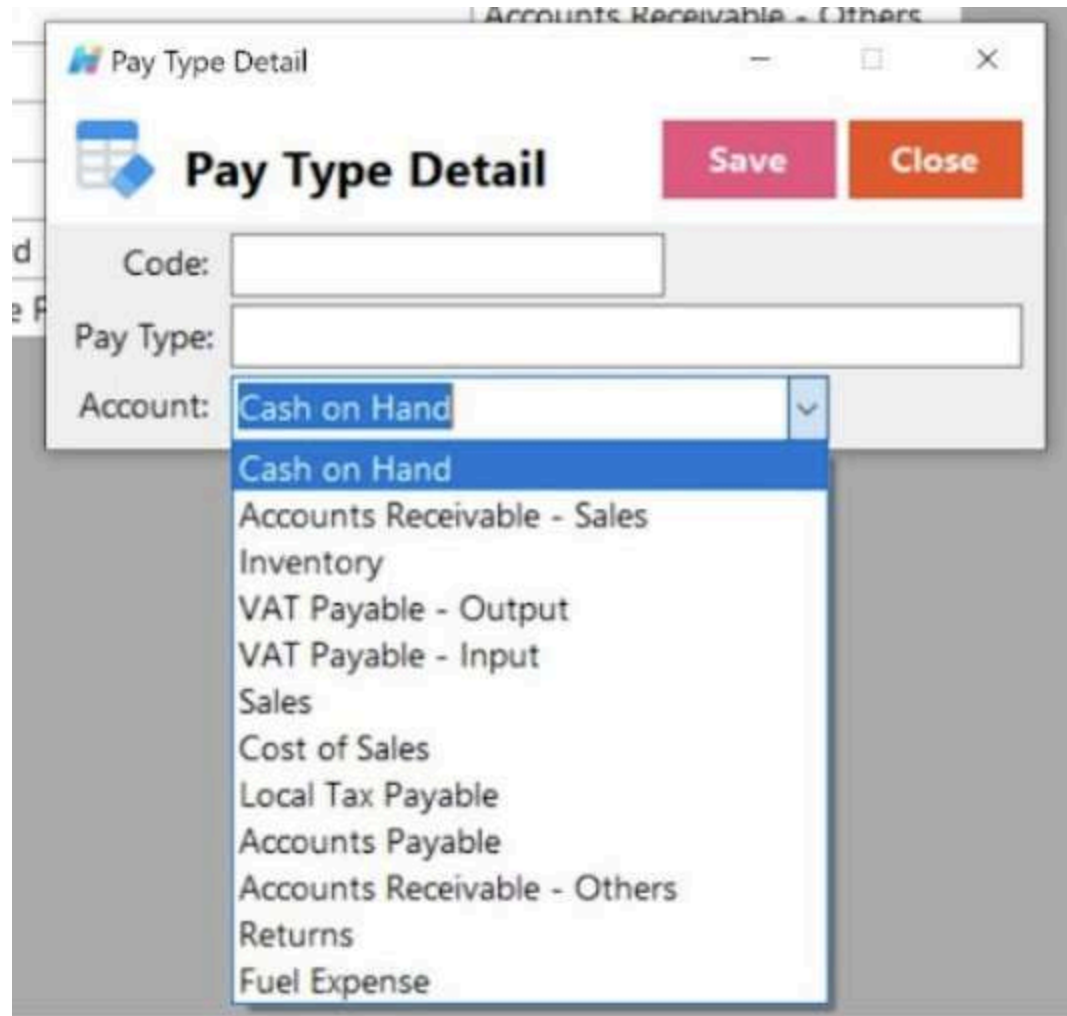 Accounts Receivable - Others
Pay Type Detail
Pay Type Detail
Save
Close
d
Code:
e F
Pay Type:
Account:
Cash on Hand
Cash on Hand
Accounts Receivable - Sales
Inventory
VAT Payable - Output
VAT Payable - Input
Sales
Cost of Sales
Local Tax Payable
Accounts Payable
Accounts Receivable - Others
Returns
Fuel Expense